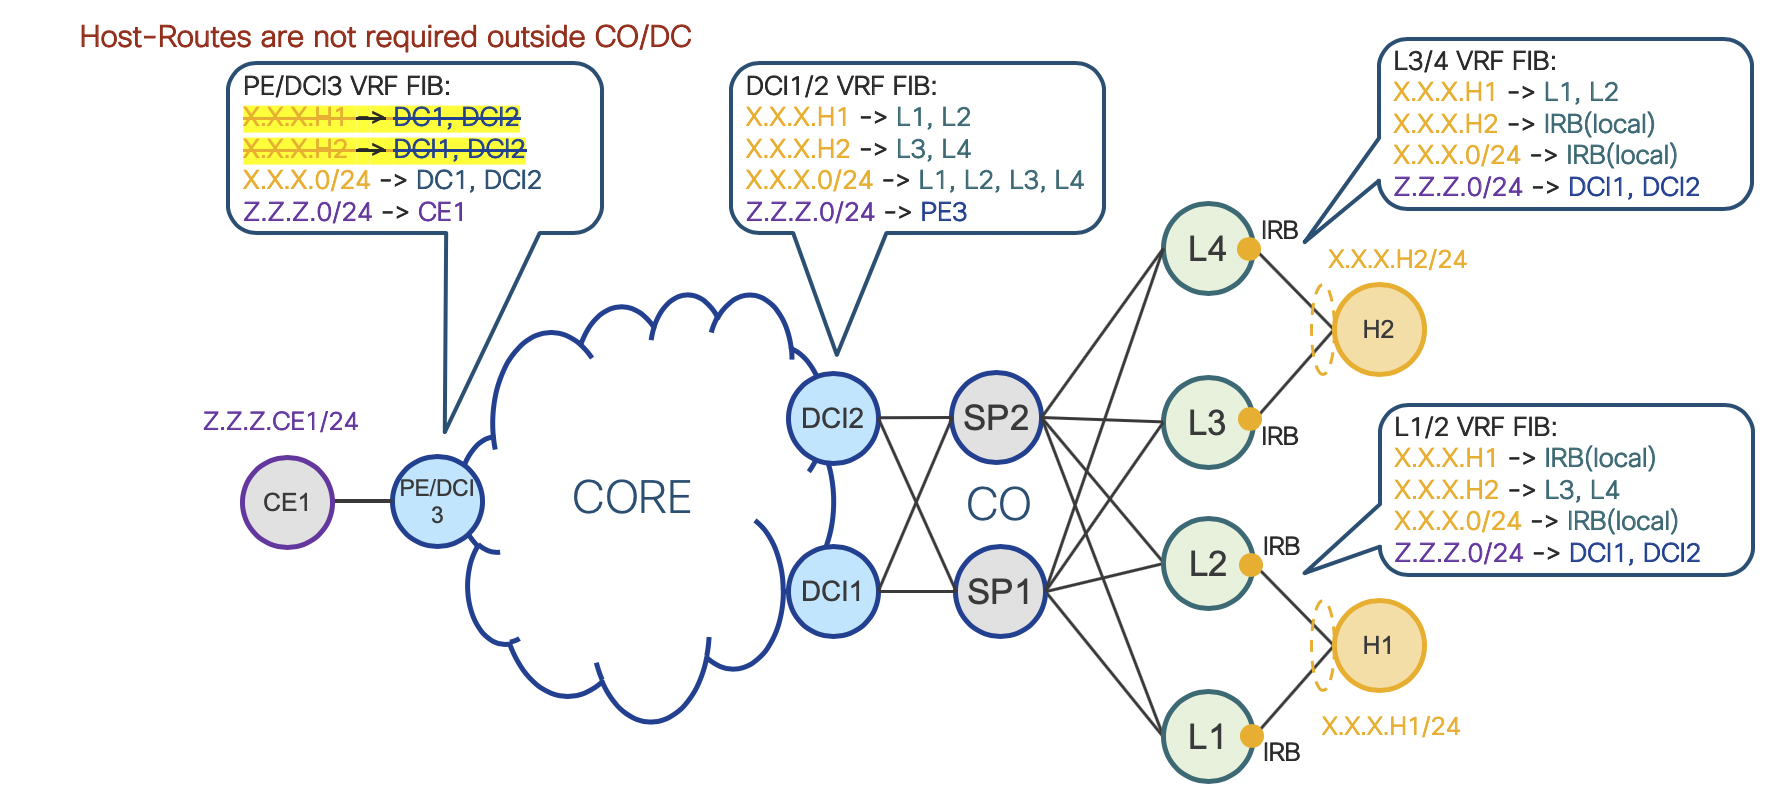 Host-Routes are not required outside CO/DC
PE/DCI3 VRF FIB:
X.X.X.H1 -> DC1, DCI2
X.X.X.H2 -> DCI1, DCI2
X.X.X.0/24 -> DC1, DCI2
Z.Z.Z.0/24 -> CE1
DCI1/2 VRF FIB:
X.X.X.H1 -> L1, L2
X.X.X.H2 -> L3, L4
X.X.X.0/24 -> L1, L2, L3, L4
Z.Z.Z.0/24 -> PE3
L3/4 VRF FIB:
X.X.X.H1 -> L1, L2
X.X.X.H2 -> IRB(local)
X.X.X.0/24 -> IRB(local)
Z.Z.Z.0/24 -> DCI1, DCI2
L4
IRB
X.X.X.H2/24
H2
Z.Z.Z.CE1/24
CE1
PE/DCI
3
CORE
DCI2
SP2
L3
IRB
CO
L1/2 VRF FIB:
X.X.X.H1 -> IRB(local)
X.X.X.H2 -> L3, L4
X.X.X.0/24 -> IRB(local)
Z.Z.Z.0/24 -> DCI1, DCI2
DCI1
SP1
L2
IRB
H1
X.X.X.H1/24
L1
IRB